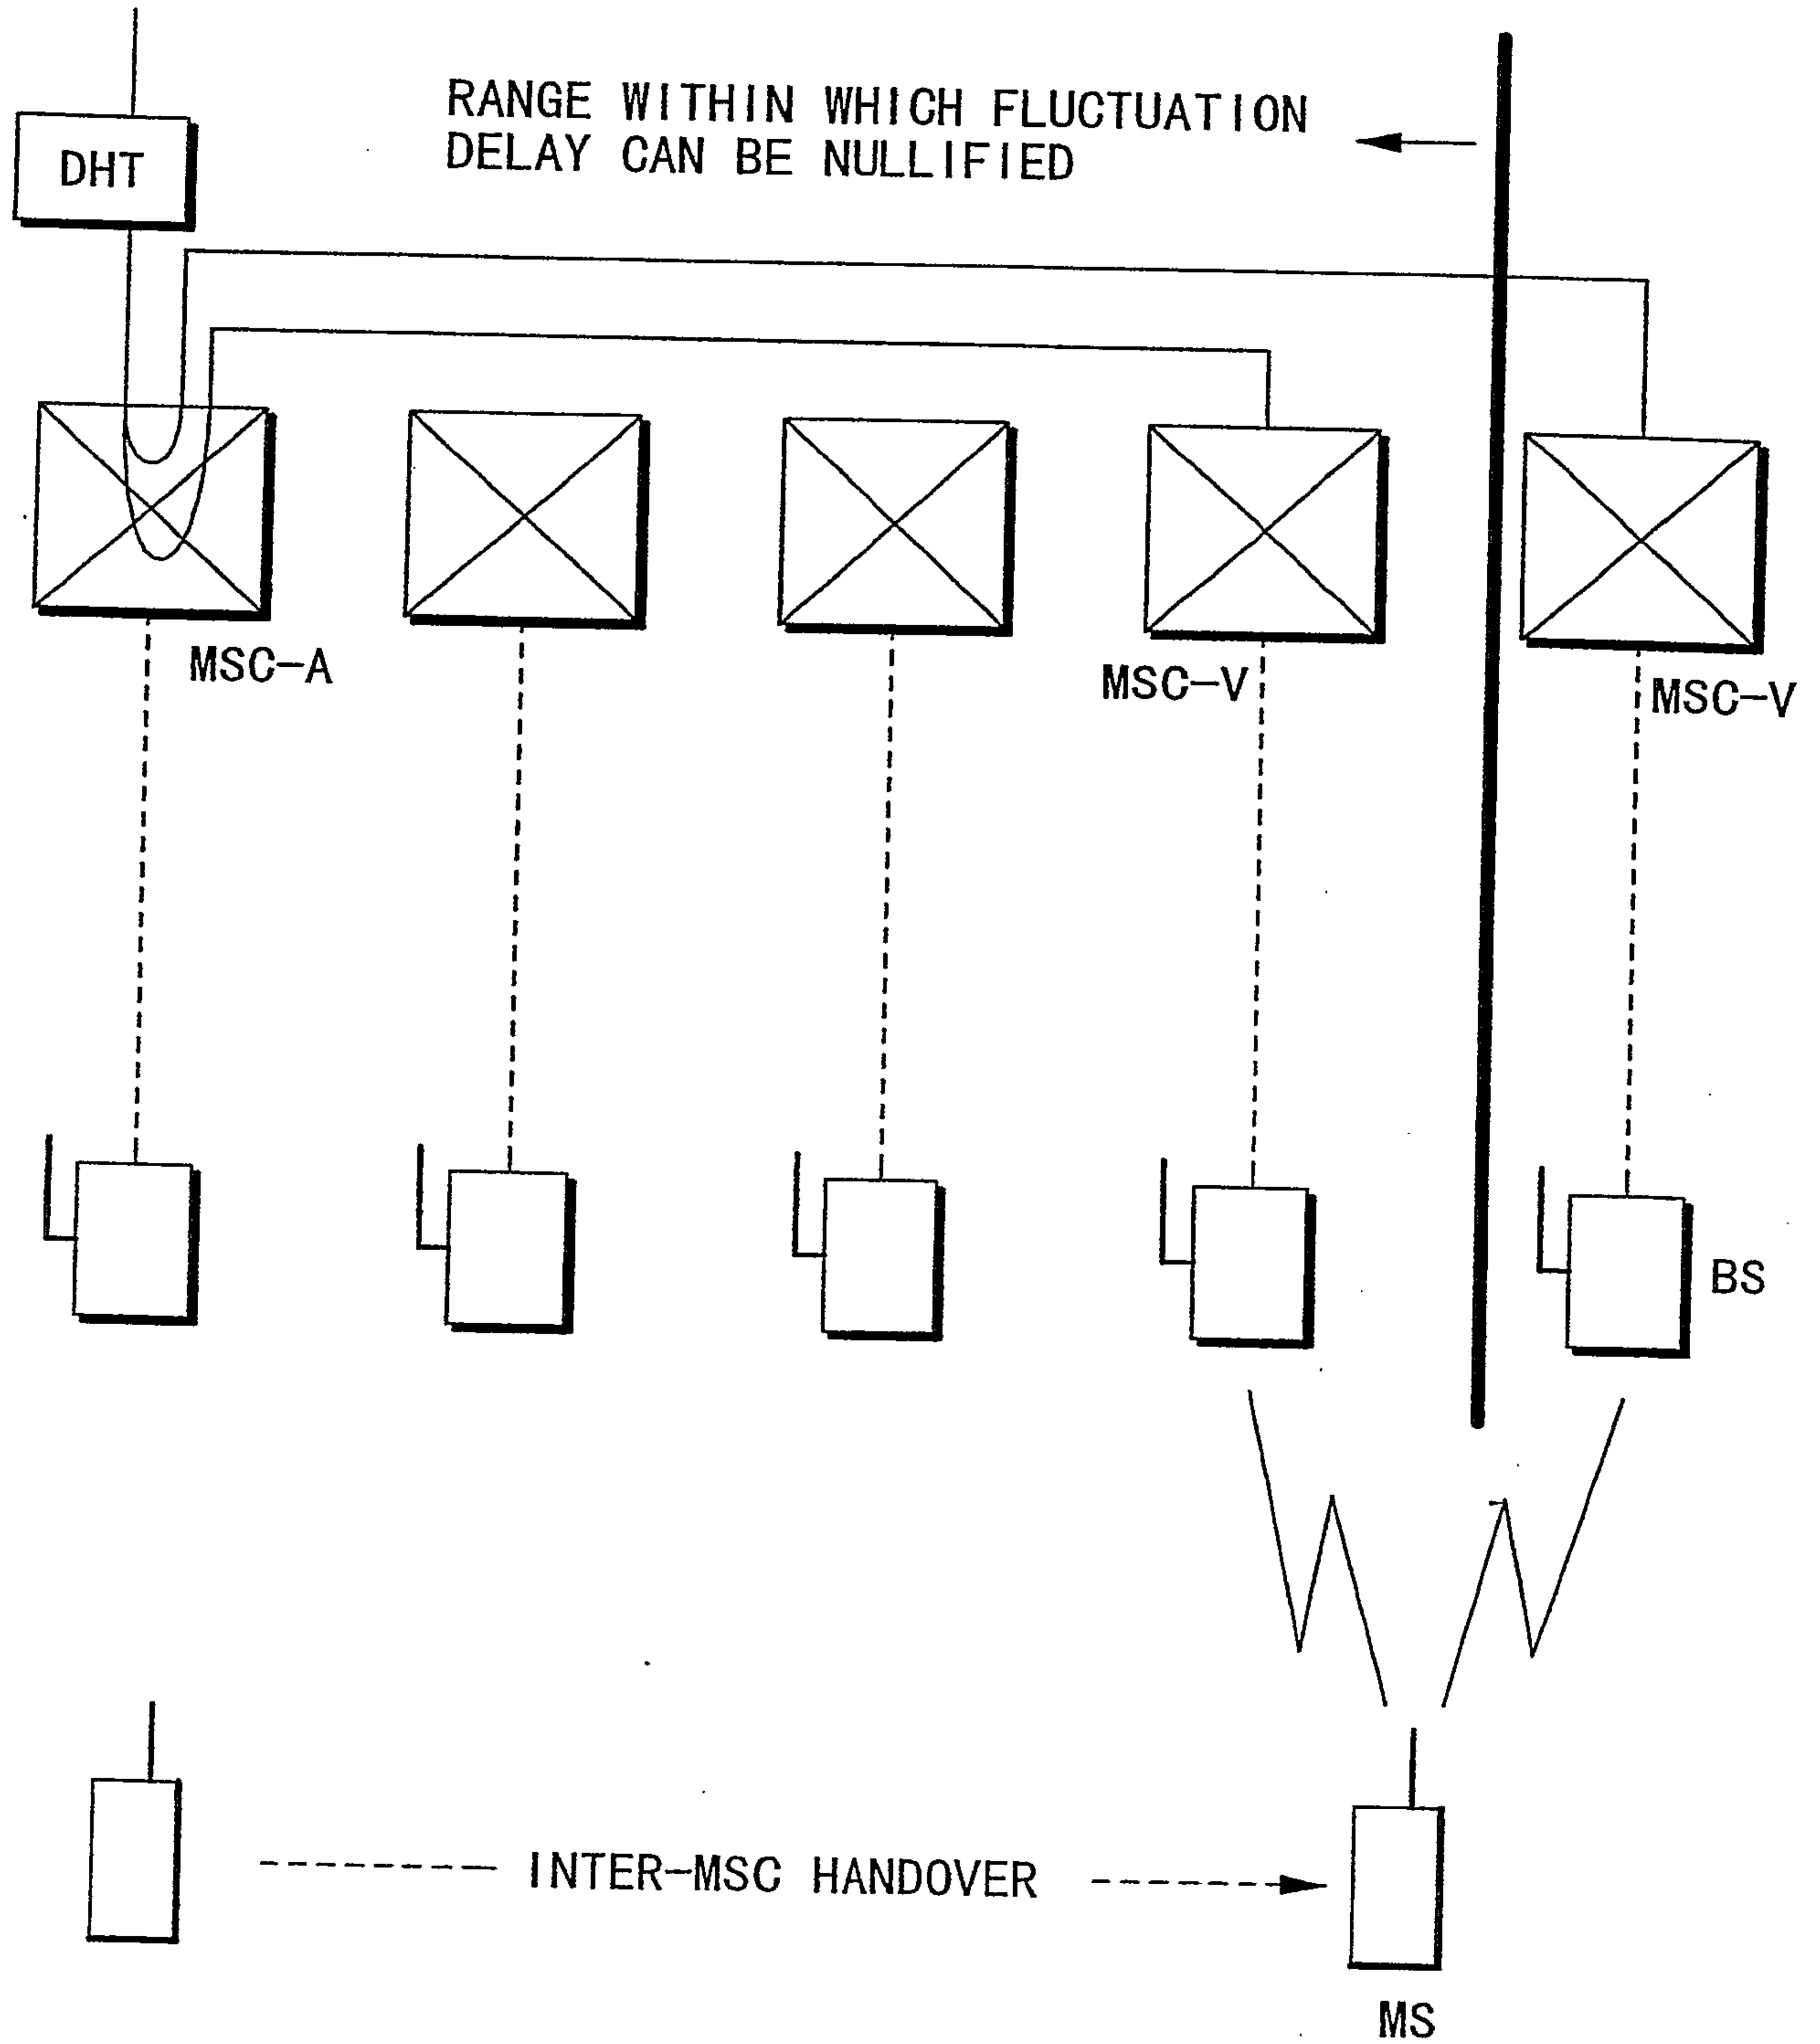 RANGE WITHIN WHICH FLUCTUATION
DELAY CAN BE NULLIFIED
DHT
MSC-A
MSC-V
MSC-V
BS
INTER-MSC HANDOVER
MS